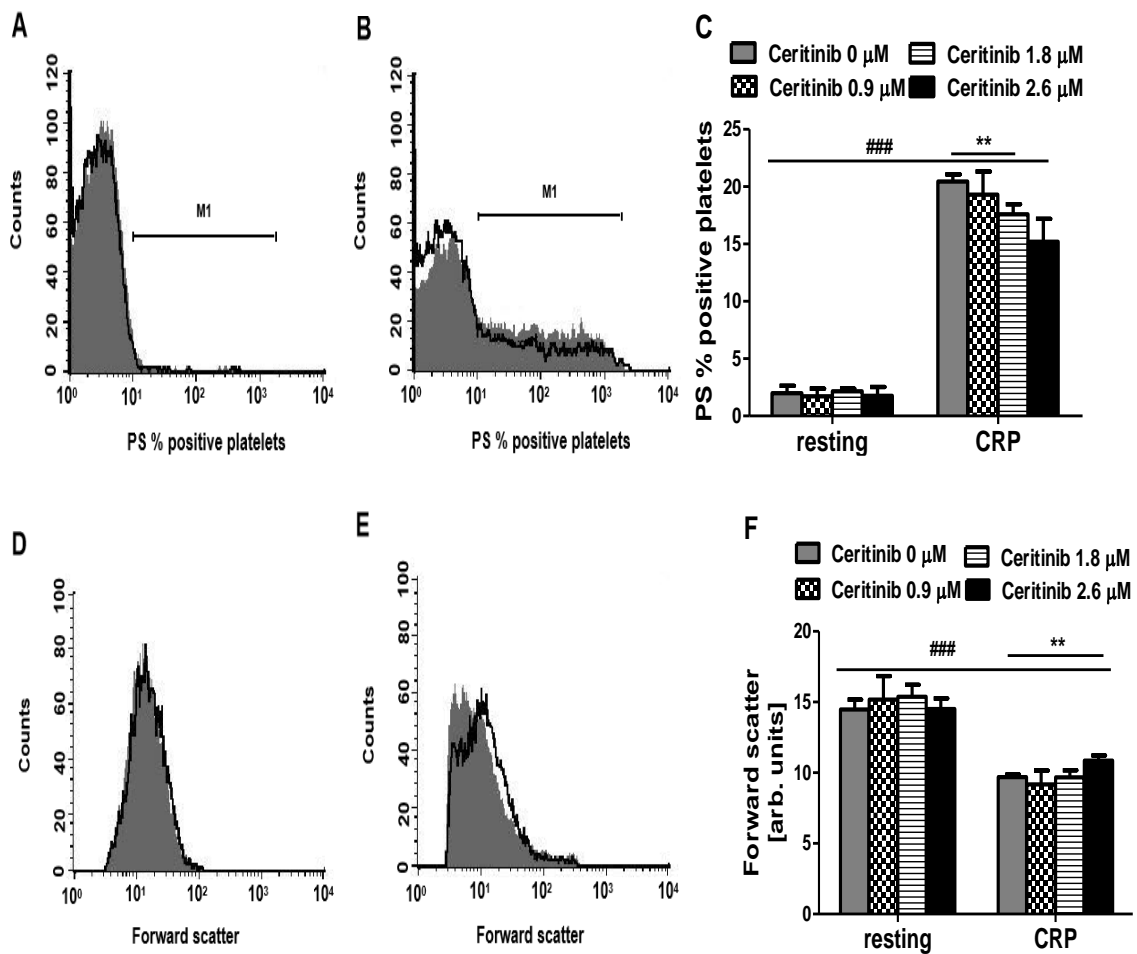 A
120
100
80
60
40
20
0
Counts
M1
10⁰ 10¹ 10² 10³ 10⁴
PS % positive platelets
B
120
100
80
60
40
20
0
Counts
M1
10⁰ 10¹ 10² 10³ 10⁴
PS % positive platelets
C
Ceritinib 0 µM Ceritinib 1.8 µM
Ceritinib 0.9 µM Ceritinib 2.6 µM
25
20
15
10
5
0
PS % positive platelets
### **
resting CRP
D
100
80
60
40
20
0
Counts
10⁰ 10¹ 10² 10³ 10⁴
Forward scatter
E
100
80
60
40
20
0
Counts
10⁰ 10¹ 10² 10³ 10⁴
Forward scatter
F
Ceritinib 0 µM Ceritinib 1.8 µM
Ceritinib 0.9 µM Ceritinib 2.6 µM
20
15
10
5
0
Forward scatter
[arb. units]
### **
resting CRP